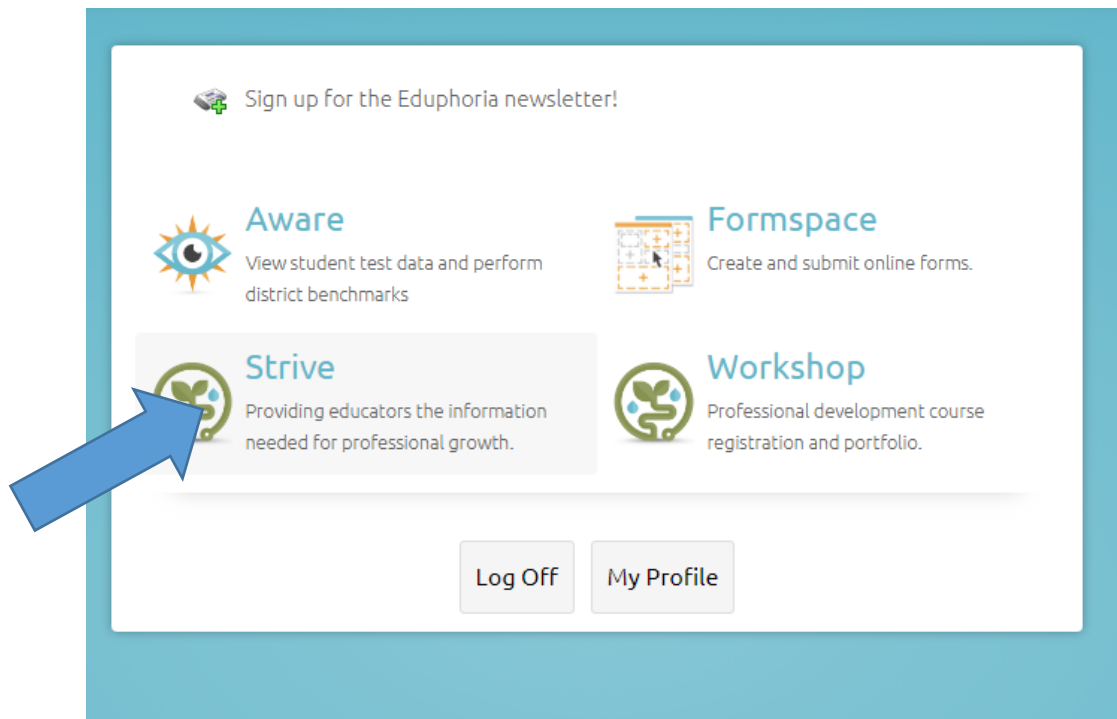 Sign up for the Eduphoria newsletter!
Aware
View student test data and perform
district benchmarks
Formspace
Create and submit online forms.
Strive
Providing educators the information
needed for professional growth.
Workshop
Professional development course
registration and portfolio.
Log Off
My Profile